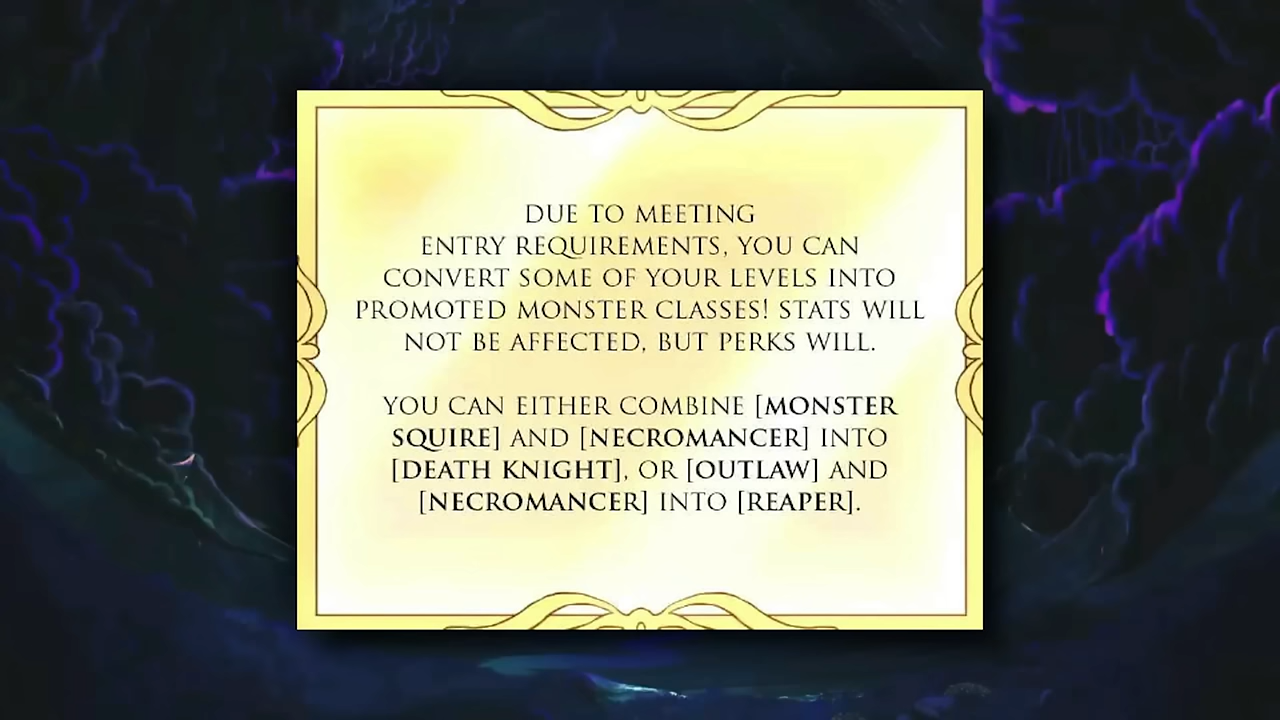 DUE TO MEETING
ENTRY REQUIREMENTS, YOU CAN
CONVERT SOME OF YOUR LEVELS INTO
PROMOTED MONSTER CLASSES! STATS WILL
NOT BE AFFECTED, BUT PERKS WILL.
YOU CAN EITHER COMBINE [MONSTER
SQUIRE] AND [NECROMANCER] INTO
[DEATH KNIGHT], OR [OUTLAW] AND
[NECROMANCER] INTO [REAPER].